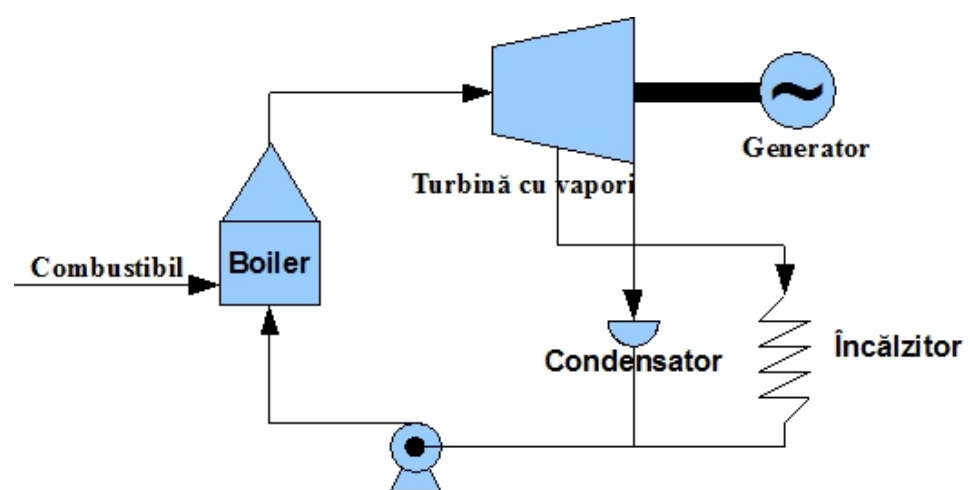 Generator
Turbină cu vapori
Combustibil
Boiler
Condensator
Încălzitor